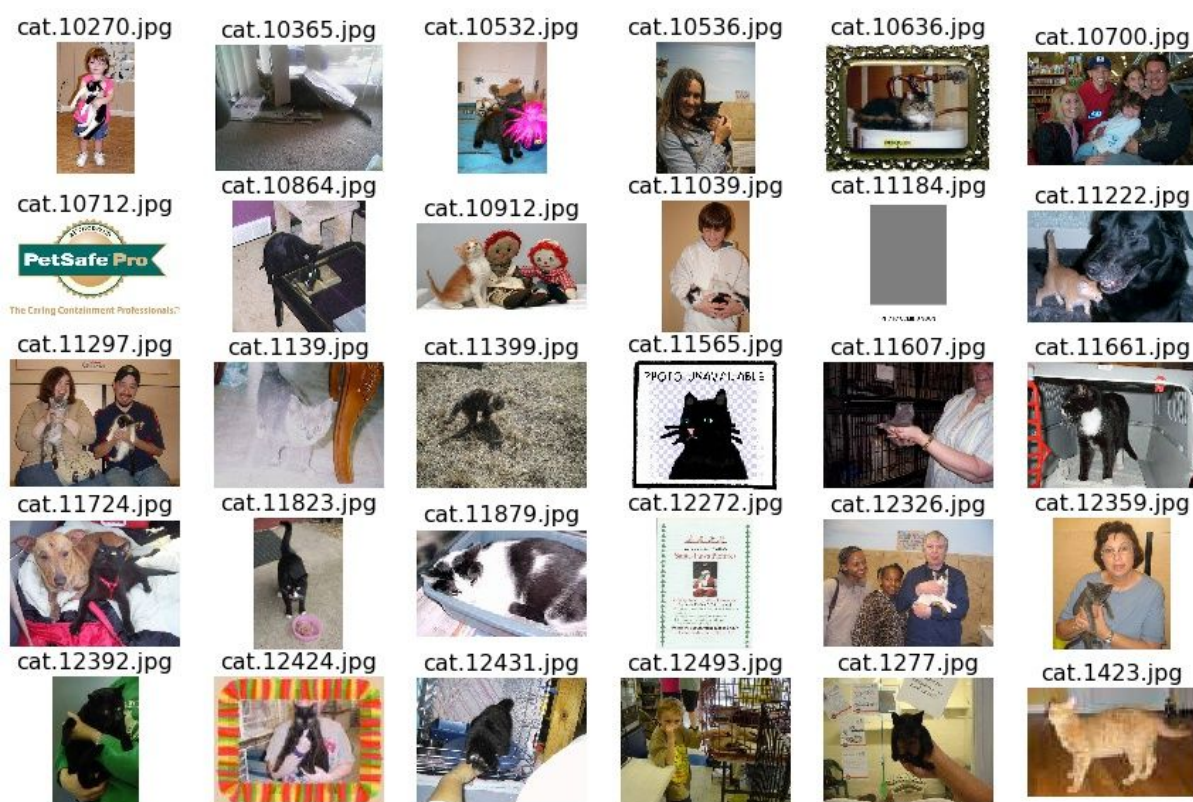 cat.10270.jpg
cat.10365.jpg
cat.10532.jpg
cat.10536.jpg
cat.10636.jpg
cat.10700.jpg
cat.10712.jpg
PetSafe Pro
The Caring Containment Professionals.
cat.10864.jpg
cat.10912.jpg
cat.11039.jpg
cat.11184.jpg
cat.11222.jpg
cat.11297.jpg
cat.1139.jpg
cat.11399.jpg
cat.11565.jpg
PHOTO UNAVAILABLE
cat.11607.jpg
cat.11661.jpg
cat.11724.jpg
cat.11823.jpg
cat.11879.jpg
cat.12272.jpg
cat.12326.jpg
cat.12359.jpg
cat.12392.jpg
cat.12424.jpg
cat.12431.jpg
cat.12493.jpg
cat.1277.jpg
cat.1423.jpg